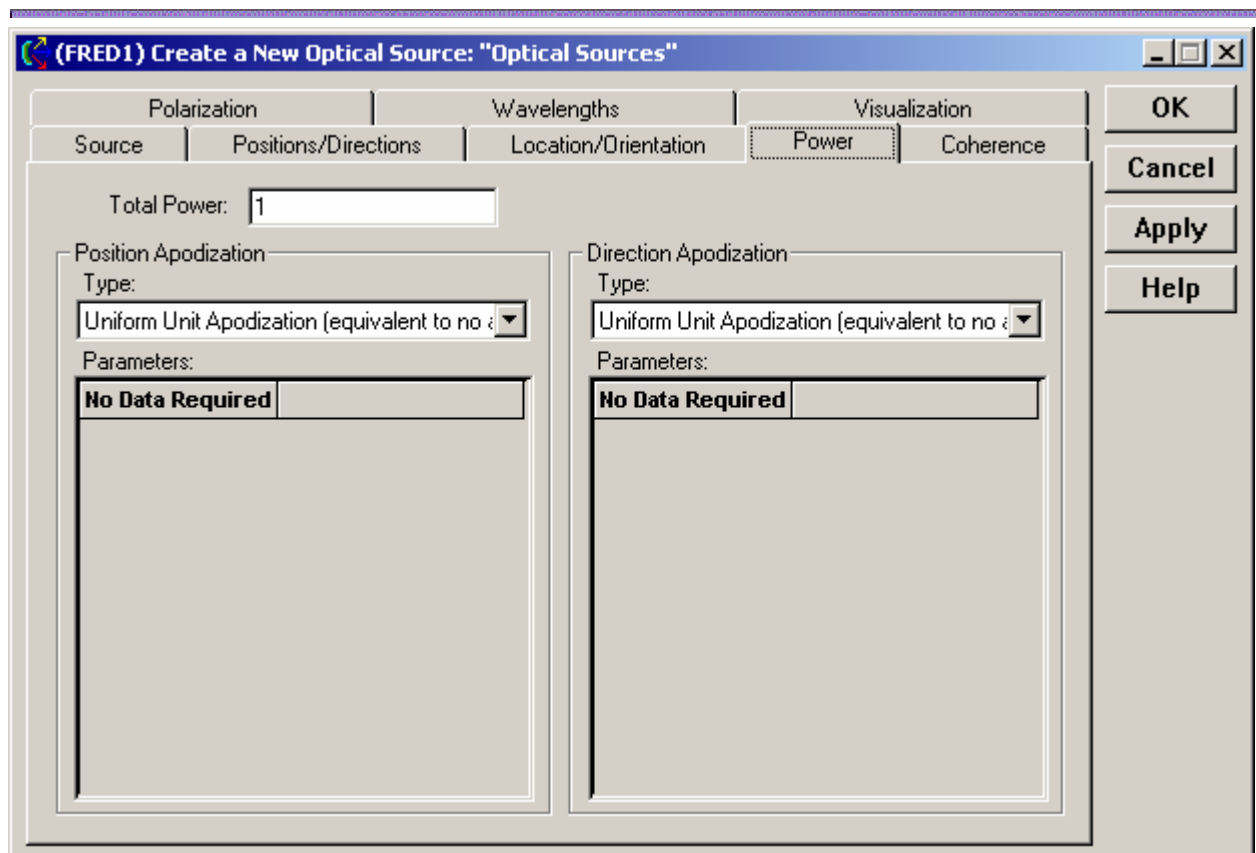 (FRED1) Create a New Optical Source: "Optical Sources"
Polarization Wavelengths Visualization
Source Positions/Directions Location/Orientation Power Coherence
OK
Cancel
Apply
Help
Total Power: 1
Position Apodization
Type:
Uniform Unit Apodization (equivalent to no a
Parameters:
No Data Required
Direction Apodization
Type:
Uniform Unit Apodization (equivalent to no a
Parameters:
No Data Required